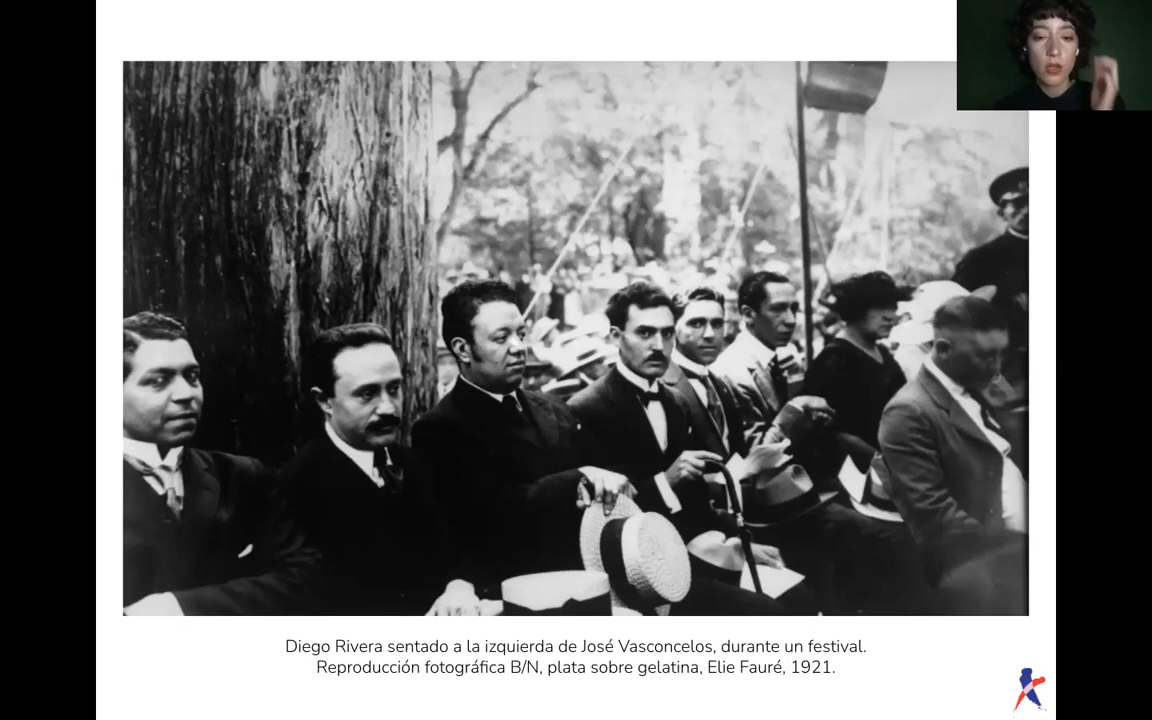 Diego Rivera sentado a la izquierda de José Vasconcelos, durante un festival.
Reproducción fotográfica B/N, plata sobre gelatina, Elie Fauré, 1921.